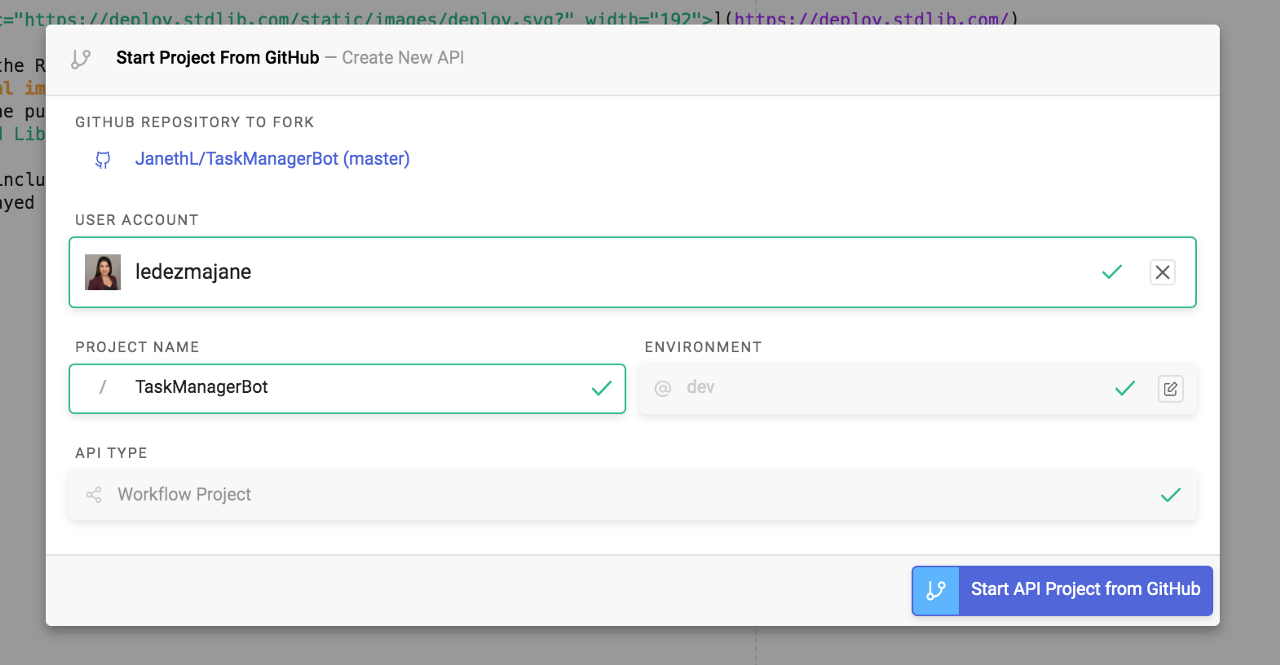 t="https://deploy.stdlib.com/static/images/deploy.svg?" width="192">](https://deploy.stdlib.com/)
Start Project From GitHub — Create New API
the R
al im
he pu
d Lib
inclu
ayed
GITHUB REPOSITORY TO FORK
JanethL/TaskManagerBot (master)
USER ACCOUNT
ledezmajane
PROJECT NAME
/ TaskManagerBot
ENVIRONMENT
@ dev
API TYPE
Workflow Project
Start API Project from GitHub